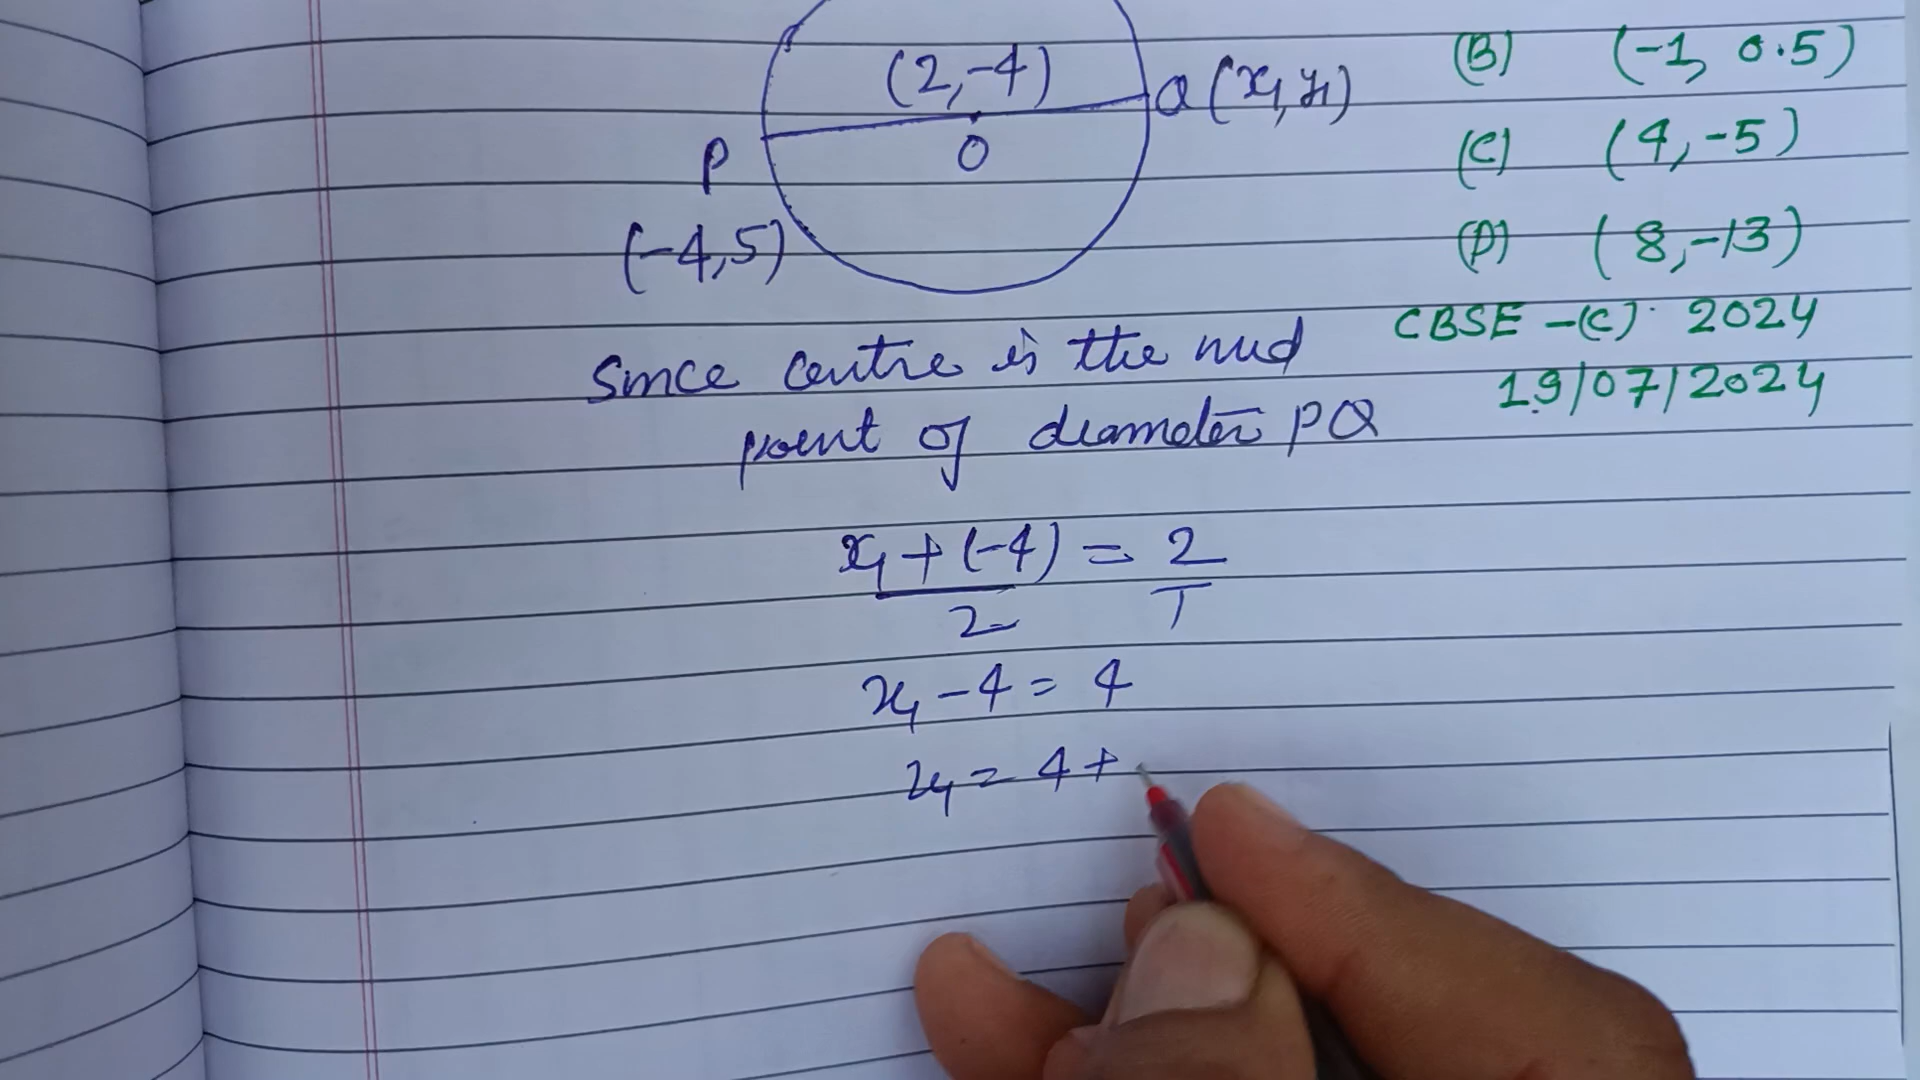 (2,-4)
Q (x₁, y₁)
P
O
(-4,5)
(B) (-1, 0.5)
(C) (4, -5)
(D) (8, -13)
CBSE -(C) 2024
19/07/2024
Since centre is the mid
point of diameter PQ
x₁ + (-4) = 2
2 1
x₁ - 4 = 4
x₁ = 4 +